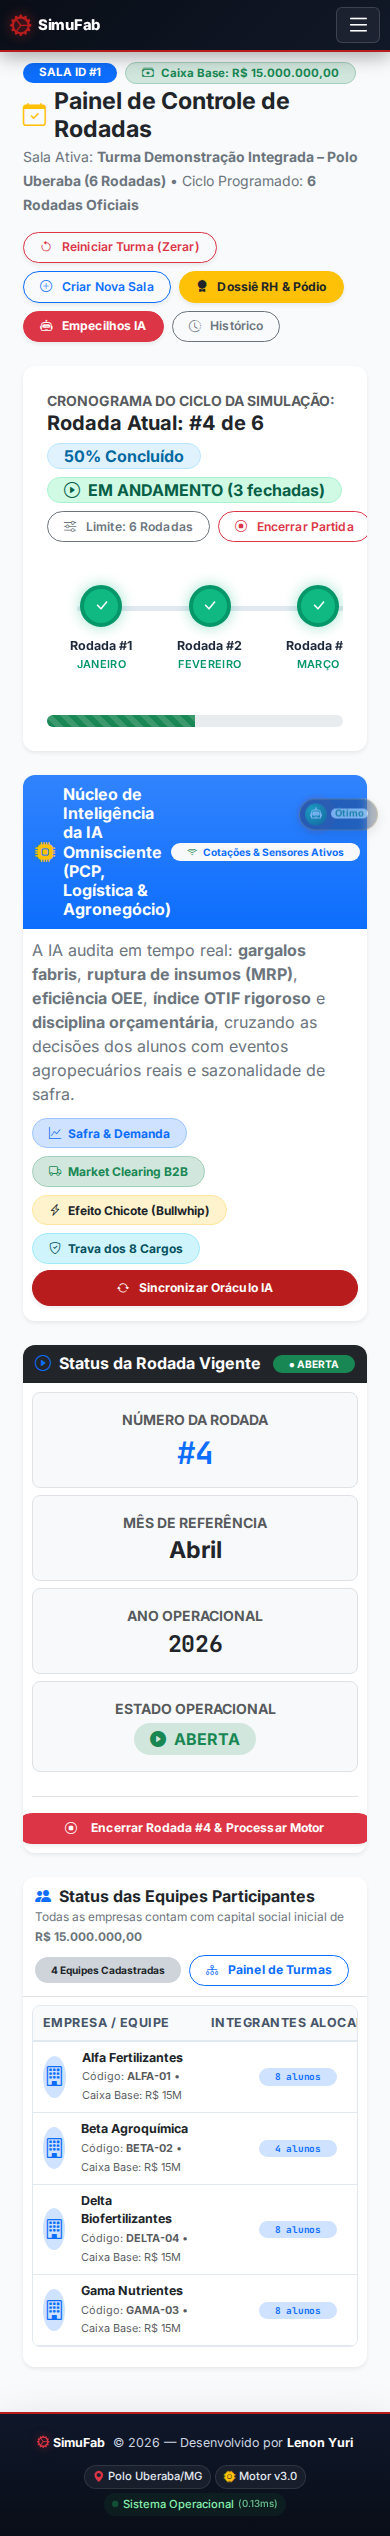 SimuFab
SALA ID #1
Caixa Base: R$ 15.000.000,00
Painel de Controle de
Rodadas
Sala Ativa: Turma Demonstração Integrada – Polo
Uberaba (6 Rodadas) • Ciclo Programado: 6
Rodadas Oficiais
Reiniciar Turma (Zerar)
Criar Nova Sala
Dossiê RH & Pódio
Empecilhos IA
Histórico
CRONOGRAMA DO CICLO DA SIMULAÇÃO:
Rodada Atual: #4 de 6
50% Concluído
EM ANDAMENTO (3 fechadas)
Limite: 6 Rodadas
Encerrar Partida
Rodada #1
Rodada #2
Rodada #
JANEIRO
FEVEREIRO
MARÇO
Núcleo de
Inteligência
da IA
Omnisciente
(PCP,
Logística &
Agronegócio)
Cotações & Sensores Ativos
Ótimo
A IA audita em tempo real: gargalos
fabris, ruptura de insumos (MRP),
eficiência OEE, índice OTIF rigoroso e
disciplina orçamentária, cruzando as
decisões dos alunos com eventos
agropecuários reais e sazonalidade de
safra.
Safra & Demanda
Market Clearing B2B
Efeito Chicote (Bullwhip)
Trava dos 8 Cargos
Sincronizar Oráculo IA
Status da Rodada Vigente
● ABERTA
NÚMERO DA RODADA
#4
MÊS DE REFERÊNCIA
Abril
ANO OPERACIONAL
2026
ESTADO OPERACIONAL
ABERTA
Encerrar Rodada #4 & Processar Motor
Status das Equipes Participantes
Todas as empresas contam com capital social inicial de
R$ 15.000.000,00
4 Equipes Cadastradas
Painel de Turmas
EMPRESA / EQUIPE
INTEGRANTES ALOCA
Alfa Fertilizantes
Código: ALFA-01 •
Caixa Base: R$ 15M
8 alunos
Beta Agroquímica
Código: BETA-02 •
Caixa Base: R$ 15M
4 alunos
Delta
Biofertilizantes
Código: DELTA-04 •
Caixa Base: R$ 15M
8 alunos
Gama Nutrientes
Código: GAMA-03 •
Caixa Base: R$ 15M
8 alunos
SimuFab © 2026 — Desenvolvido por Lenon Yuri
Polo Uberaba/MG
Motor v3.0
Sistema Operacional (0.13ms)